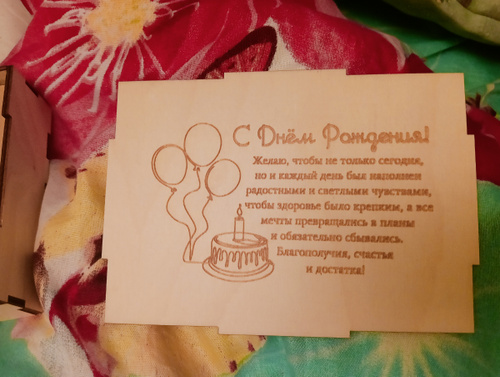 С Днём Рождения!
Желаю, чтобы не только сегодня,
но и каждый день был наполнен
радостными и светлыми чувствами,
чтобы здоровье было крепким, а все
мечты превращались в планы
и обязательно сбывались.
Благополучия, счастья
и достатка!